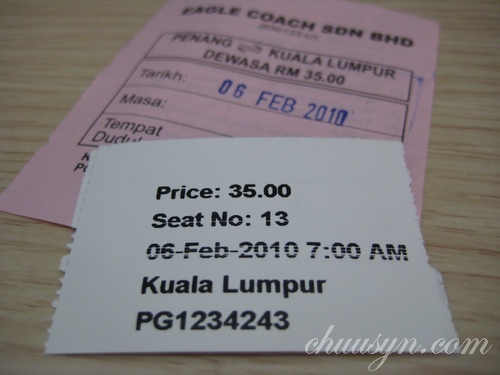 EAGLE COACH SDN BHD
PENANG ⇌ KUALA LUMPUR
DEWASA RM 35.00
Tarikh: 06 FEB 2010
Masa:
Tempat
Price: 35.00
Seat No: 13
06-Feb-2010 7:00 AM
Kuala Lumpur
PG1234243
chuusyn.com